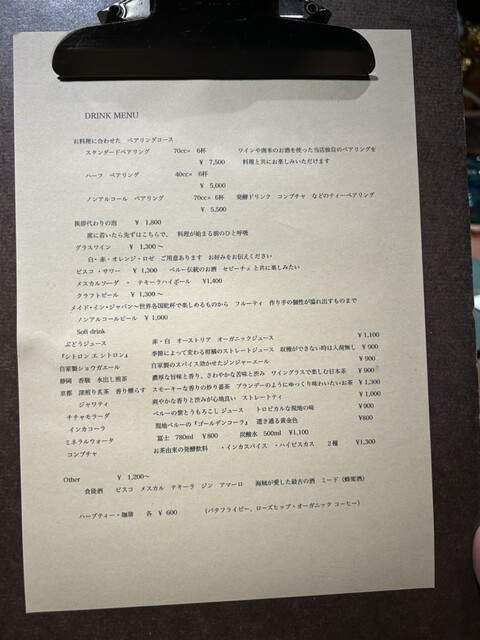 DRINK MENU
お料理に合わせた ペアリングコース
スタンダードペアリング 70cc× 6杯 ワインや南米のお酒を使った当店独自のペアリングを
¥ 7,500 料理と共にお楽しみいただけます
ハーフ ペアリング 40cc× 6杯
¥ 5,000
ノンアルコール ペアリング 70cc× 6杯 発酵ドリンク コンブチャ などのティーペアリング
¥ 5,500
挨拶代わりの泡 ¥ 1,800
席に着いたら先ずはこちらで、 料理が始まる前のひと呼吸
グラスワイン ¥ 1,300～
白・赤・オレンジ・ロゼ ご用意あります お好みをお伝えください
ピスコ・サワー ¥ 1,300 ペルー伝統のお酒 セビーチェと共に楽しみたい
メスカルソーダ ・ テキーラハイボール ¥1,400
クラフトビール ¥ 1,300～
メイド・イン・ジャパン～世界各国乾杯で楽しめるものから フルーティ 作り手の個性が溢れ出すものまで
ノンアルコールビール ¥ 1,000
Soft drink
ぶどうジュース 赤・白 オーストリア オーガニックジュース ¥ 1,100
『シトロン エ シトロン』 季節によって変わる柑橘のストレートジュース 収穫ができない時は入荷無し ¥ 900
自家製ショウガエール 自家製のスパイス効かせたジンジャーエール ¥ 900
静岡 香駿 水出し煎茶 濃厚な旨味と香り、さわやかな苦味と渋み ワイングラスで楽しむ日本茶 ¥ 900
京都 深煎り炙茶 香り燻らす スモーキーな香りの炒り番茶 ブランデーのようにゆっくり味わいたいお茶 ¥ 1,300
ジャワティ 爽やかな香りと渋みが心地良い ストレートティ ¥ 1,000
チチャモラーダ ペルーの紫とうもろこしジュース トロピカルな現地の味 ¥ 900
インカコーラ 現地ペルーの『ゴールデンコーラ』 透き通る黄金色 ¥800
ミネラルウォータ 富士 780ml ¥800 炭酸水 500ml ¥1,100
コンブチャ お茶由来の発酵飲料 ・インカスパイス ・ハイビスカス 2種 ¥1,300
Other ¥ 1,200～
食後酒 ピスコ メスカル テキーラ ジン アマーロ 海賊が愛した最古の酒 ミード（蜂蜜酒）
ハーブティー・珈琲 各 ¥ 600 （バタフライピー、ローズヒップ・オーガニックコーヒー）